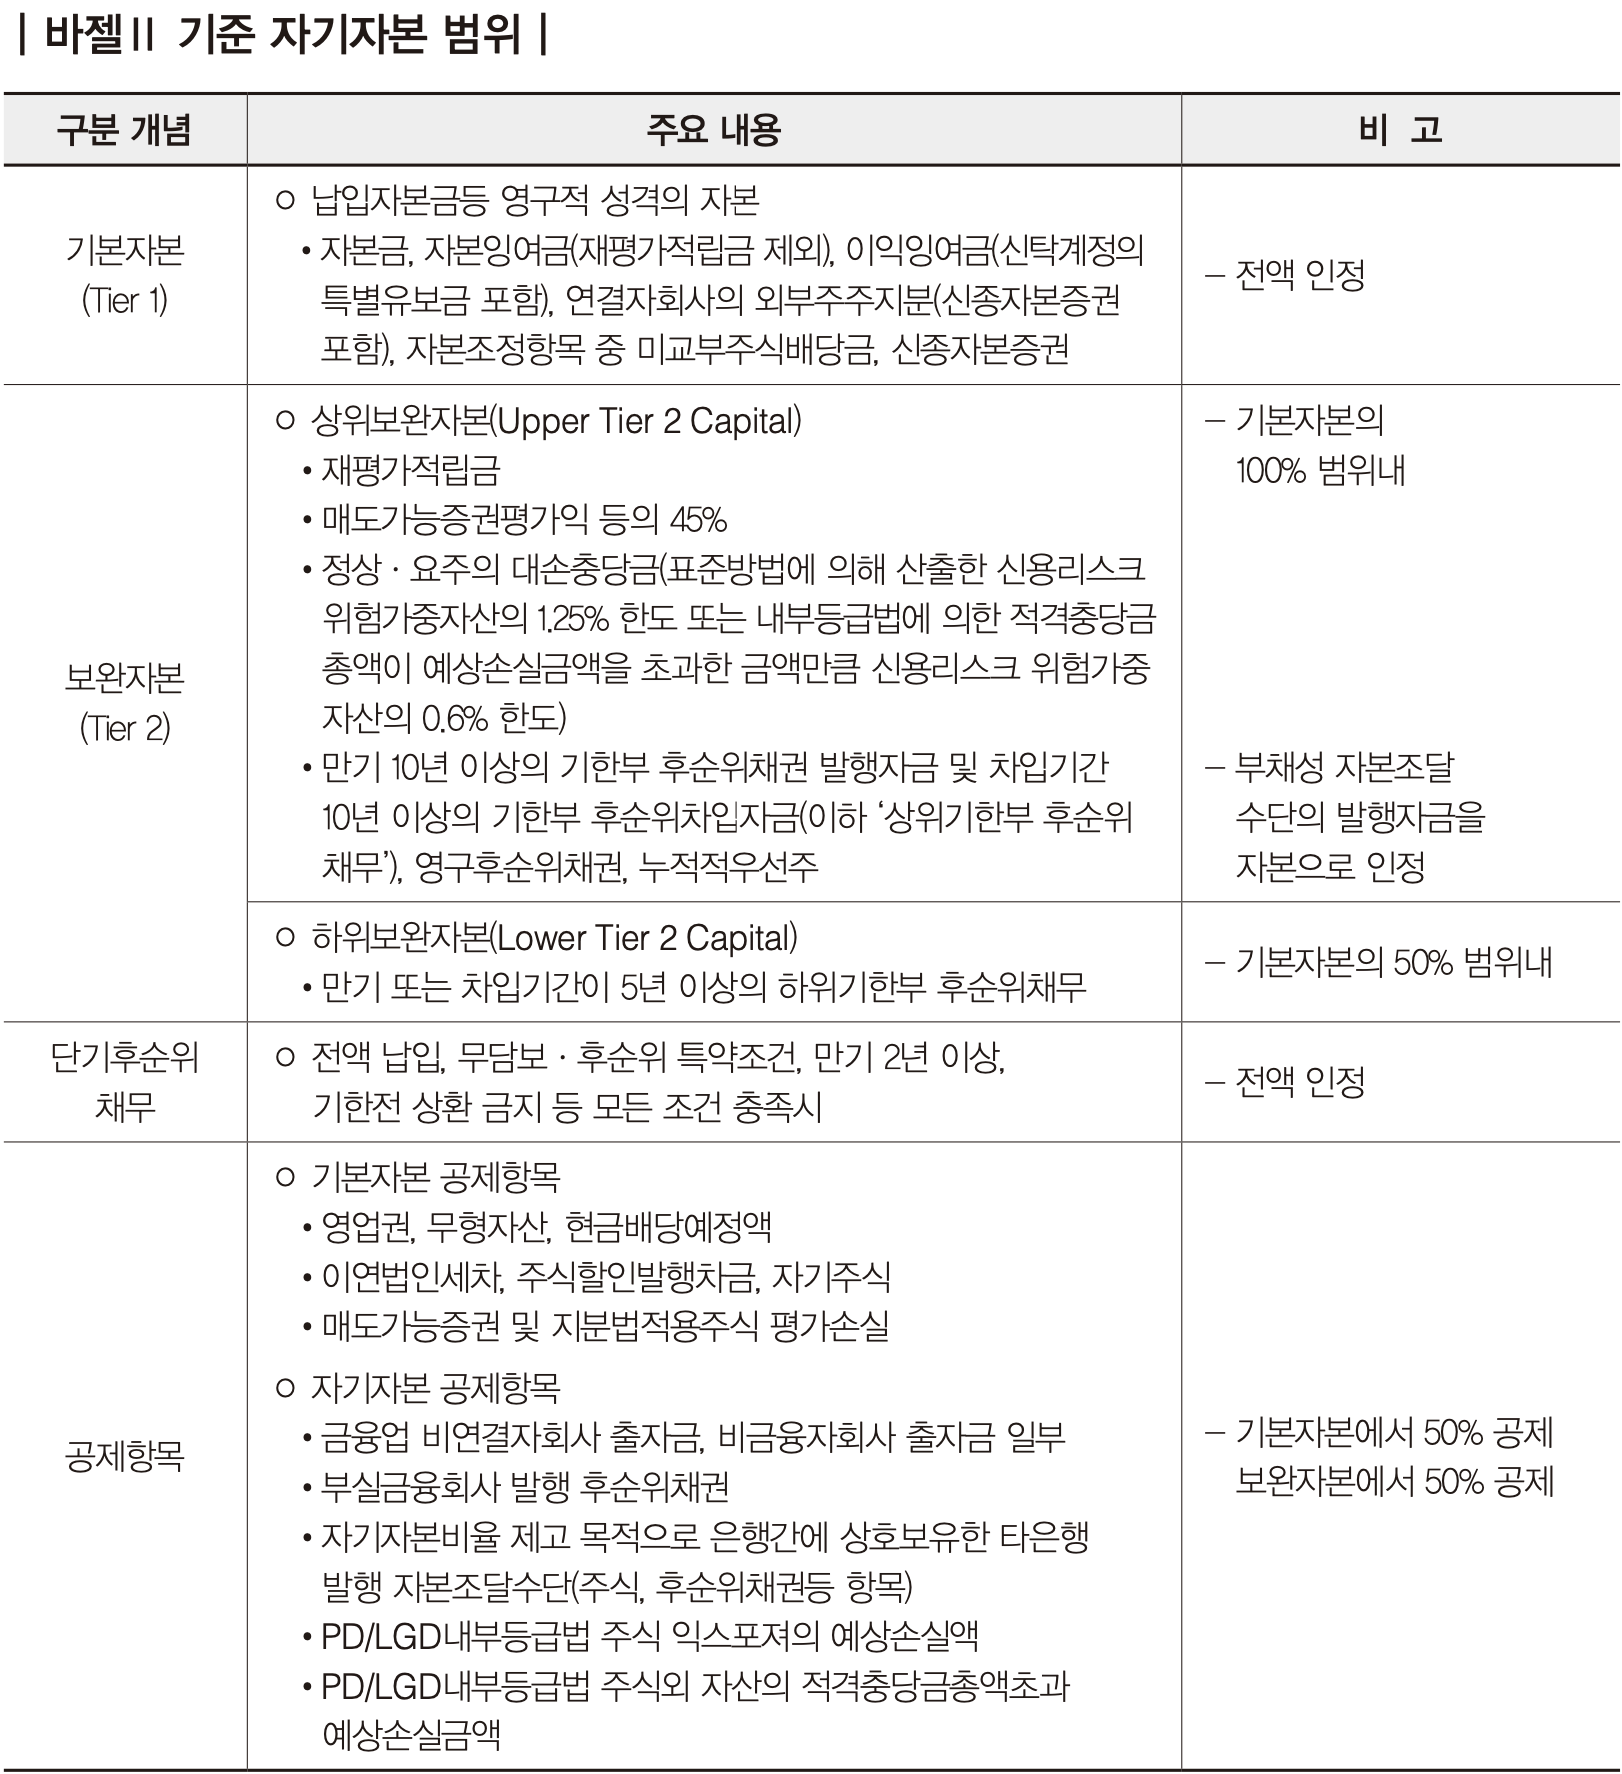 | 바젤Ⅱ 기준 자기자본 범위 |
구분 개념
주요 내용
비 고
기본자본
(Tier 1)
○ 납입자본금등 영구적 성격의 자본
• 자본금, 자본잉여금(재평가적립금 제외), 이익잉여금(신탁계정의
특별유보금 포함), 연결자회사의 외부주주지분(신종자본증권
포함), 자본조정항목 중 미교부주식배당금, 신종자본증권
– 전액 인정
보완자본
(Tier 2)
○ 상위보완자본(Upper Tier 2 Capital)
• 재평가적립금
• 매도가능증권평가익 등의 45%
• 정상 · 요주의 대손충당금(표준방법에 의해 산출한 신용리스크
위험가중자산의 1.25% 한도 또는 내부등급법에 의한 적격충당금
총액이 예상손실금액을 초과한 금액만큼 신용리스크 위험가중
자산의 0.6% 한도)
• 만기 10년 이상의 기한부 후순위채권 발행자금 및 차입기간
10년 이상의 기한부 후순위차입자금(이하 ‘상위기한부 후순위
채무’), 영구후순위채권, 누적적우선주
– 기본자본의
100% 범위내
– 부채성 자본조달
수단의 발행자금을
자본으로 인정
○ 하위보완자본(Lower Tier 2 Capital)
• 만기 또는 차입기간이 5년 이상의 하위기한부 후순위채무
– 기본자본의 50% 범위내
단기후순위
채무
○ 전액 납입, 무담보 · 후순위 특약조건, 만기 2년 이상,
기한전 상환 금지 등 모든 조건 충족시
– 전액 인정
공제항목
○ 기본자본 공제항목
• 영업권, 무형자산, 현금배당예정액
• 이연법인세차, 주식할인발행차금, 자기주식
• 매도가능증권 및 지분법적용주식 평가손실
○ 자기자본 공제항목
• 금융업 비연결자회사 출자금, 비금융자회사 출자금 일부
• 부실금융회사 발행 후순위채권
• 자기자본비율 제고 목적으로 은행간에 상호보유한 타은행
발행 자본조달수단(주식, 후순위채권등 항목)
• PD/LGD내부등급법 주식 익스포져의 예상손실액
• PD/LGD내부등급법 주식외 자산의 적격충당금총액초과
예상손실금액
– 기본자본에서 50% 공제
보완자본에서 50% 공제